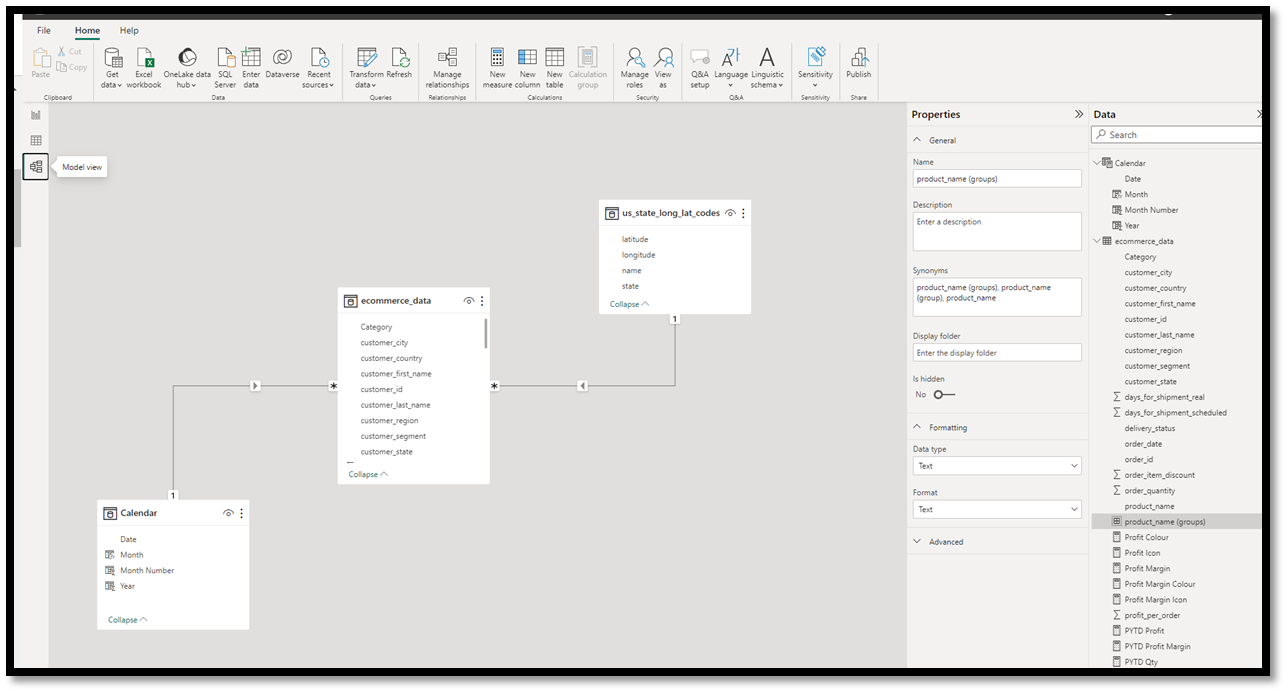 File Home Help
Paste Cut
Copy
Get data
Excel workbook
OneLake data hub
SQL Server
Enter data
Dataverse
Recent sources
Transform data
Refresh
Manage relationships
New measure
New column
New table
Calculation group
Manage roles
View as
Q&A setup
Language
Linguistic schema
Sensitivity
Publish
Clipboard Data Queries Relationships Calculations Security Q&A Sensitivity Share
Model view
us_state_long_lat_codes
latitude
longitude
name
state
Collapse
1
ecommerce_data
Category
customer_city
customer_country
customer_first_name
customer_id
customer_last_name
customer_region
customer_segment
customer_state
Collapse
* *
1
Calendar
Date
Month
Month Number
Year
Collapse
Properties
General
Name
product_name (groups)
Description
Enter a description
Synonyms
product_name (groups), product_name
(group), product_name
Display folder
Enter the display folder
Is hidden
No
Formatting
Data type
Text
Format
Text
Advanced
Data
Search
Calendar
Date
Month
Month Number
Year
ecommerce_data
Category
customer_city
customer_country
customer_first_name
customer_id
customer_last_name
customer_region
customer_segment
customer_state
days_for_shipment_real
days_for_shipment_scheduled
delivery_status
order_date
order_id
order_item_discount
order_quantity
product_name
product_name (groups)
Profit Colour
Profit Icon
Profit Margin
Profit Margin Colour
Profit Margin Icon
profit_per_order
PYTD Profit
PYTD Profit Margin
PYTD Qty